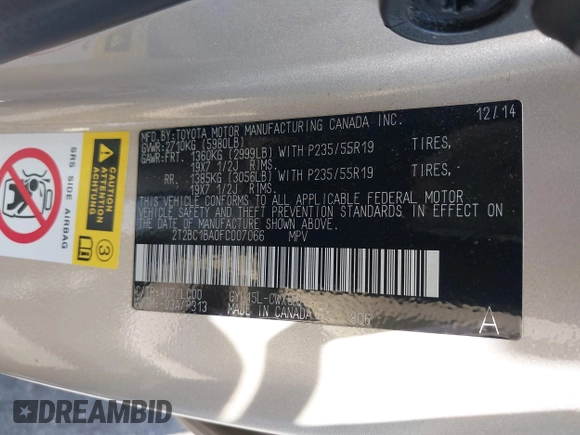 MFD.BY:TOYOTA MOTOR MANUFACTURING CANADA INC. 12/14
GVWR:2710KG (5980LB)
GAWR:FRT. 1360KG (2999LB) WITH P235/55R19 TIRES,
19X7 1/2J RIMS.
RR. 1385KG (3056LB) WITH P235/55R19 TIRES,
19X7 1/2J RIMS.
THIS VEHICLE CONFORMS TO ALL APPLICABLE FEDERAL MOTOR
VEHICLE SAFETY AND THEFT PREVENTION STANDARDS IN EFFECT ON
THE DATE OF MANUFACTURE SHOWN ABOVE.
2T2BC1BA0FC007066 MPV
MADE IN CANADA
A
CAUTION
ATTENTION
ACHTUNG
3
SRS SIDE AIRBAG
DREAMBID